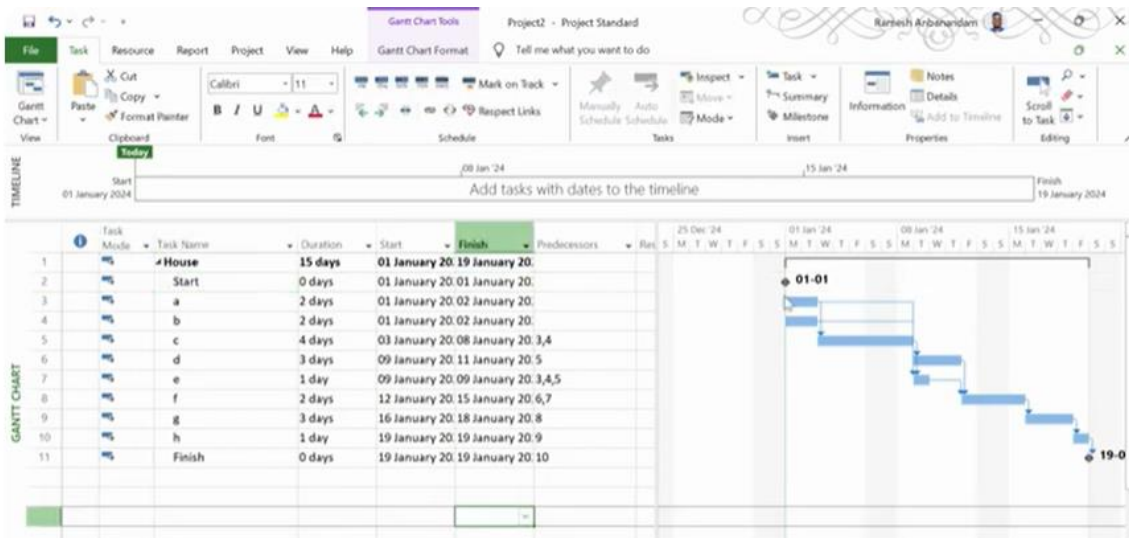 Gantt Chart Tools
Project2 - Project Standard
Ramesh Anbanandam
File Task Resource Report Project View Help Gantt Chart Format Tell me what you want to do
Gantt Chart
View
Paste
Cut
Copy
Format Painter
Clipboard
Calibri 11
B I U A
Font
Mark on Track
Respect Links
Schedule
Manually Schedule
Auto Schedule
Inspect
Move
Mode
Tasks
Task
Summary
Milestone
Insert
Information
Notes
Details
Add to Timeline
Properties
Scroll to Task
Editing
TIMELINE
Today
Start
01 January 2024
08 Jan '24
15 Jan '24
Add tasks with dates to the timeline
Finish
19 January 2024
GANTT CHART
Task Mode Task Name Duration Start Finish Predecessors Res
25 Dec '24 01 Jan '24 08 Jan '24 15 Jan '24
S M T W T F S S M T W T F S S M T W T F S S M T W T F S S
1 House 15 days 01 January 20 19 January 20
2 Start 0 days 01 January 20 01 January 20
3 a 2 days 01 January 20 02 January 20
4 b 2 days 01 January 20 02 January 20
5 c 4 days 03 January 20 08 January 20 3,4
6 d 3 days 09 January 20 11 January 20 5
7 e 1 day 09 January 20 09 January 20 3,4,5
8 f 2 days 12 January 20 15 January 20 6,7
9 g 3 days 16 January 20 18 January 20 8
10 h 1 day 19 January 20 19 January 20 9
11 Finish 0 days 19 January 20 19 January 20 10
01-01
19-0